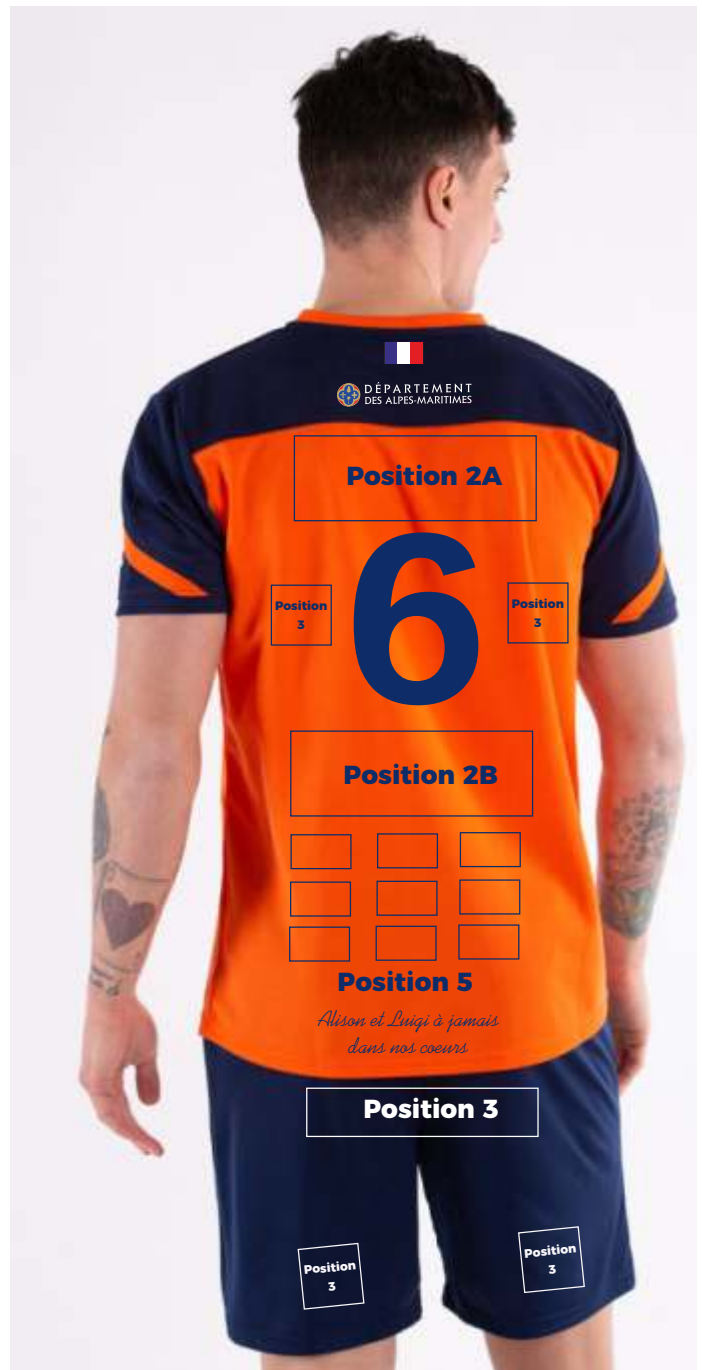 DÉPARTEMENT
DES ALPES-MARITIMES
Position 2A
6
Position
3
Position
3
Position 2B
Position 5
Alison et Luigi à jamais
dans nos coeurs
Position 3
Position
3
Position
3